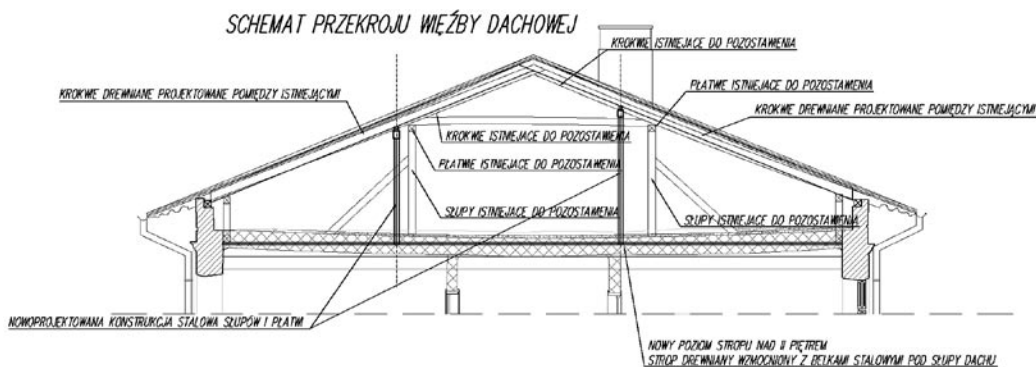 SCHEMAT PRZEKROJU WIĘŹBY DACHOWEJ
KROKWIE ISTNIEJĄCE DO POZOSTAWIENIA
KROKWIE DREWNIANE PROJEKTOWANE POMIĘDZY ISTNIEJĄCYMI
PŁATWIE ISTNIEJĄCE DO POZOSTAWIENIA
KROKWIE DREWNIANE PROJEKTOWANE POMIĘDZY ISTNIEJĄCYMI
KROKWIE ISTNIEJĄCE DO POZOSTAWIENIA
PŁATWIE ISTNIEJĄCE DO POZOSTAWIENIA
SŁUPY ISTNIEJĄCE DO POZOSTAWIENIA
SŁUPY ISTNIEJĄCE DO POZOSTAWIENIA
NOWOPROJEKTOWANA KONSTRUKCJA STALOWA SŁUPÓW I PŁATWI
NOWY POZIOM STROPU NAD II PIĘTREM
STROP DREWNIANY WZMOCNIONY Z BELKAMI STALOWYMI POD SŁUPY DACHU